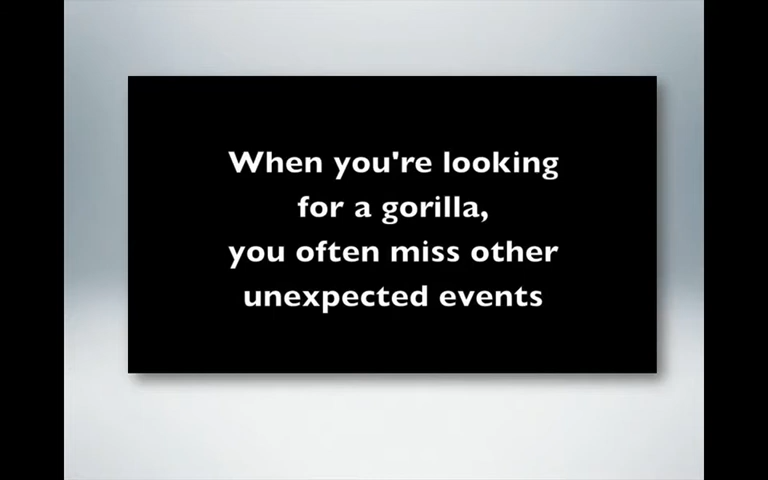 When you're looking
for a gorilla,
you often miss other
unexpected events